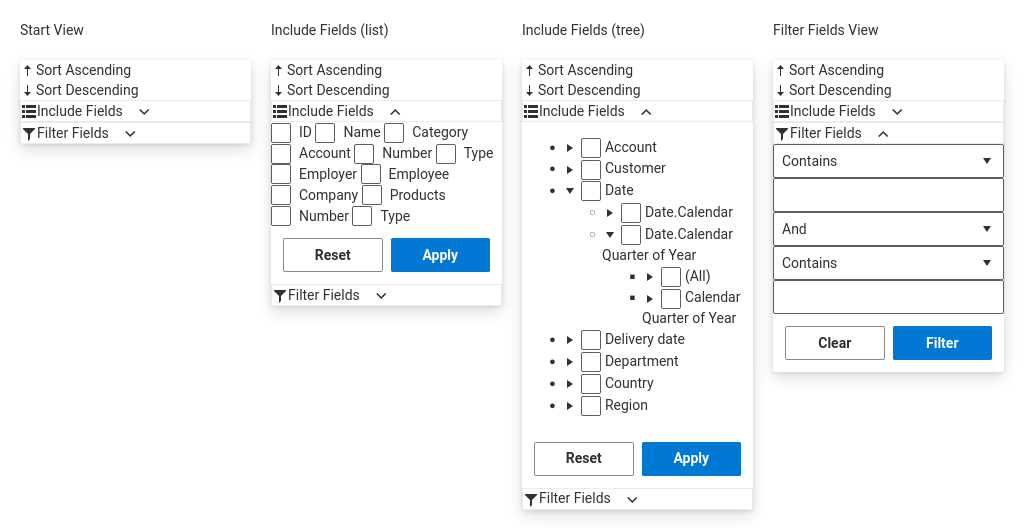 Start View
Sort Ascending
Sort Descending
Include Fields
Filter Fields
Include Fields (list)
Sort Ascending
Sort Descending
Include Fields
ID Name Category
Account Number Type
Employer Employee
Company Products
Number Type
Reset Apply
Filter Fields
Include Fields (tree)
Sort Ascending
Sort Descending
Include Fields
Account
Customer
Date
Date.Calendar
Date.Calendar
Quarter of Year
(All)
Calendar
Quarter of Year
Delivery date
Department
Country
Region
Reset Apply
Filter Fields
Filter Fields View
Sort Ascending
Sort Descending
Include Fields
Filter Fields
Contains
And
Contains
Clear Filter